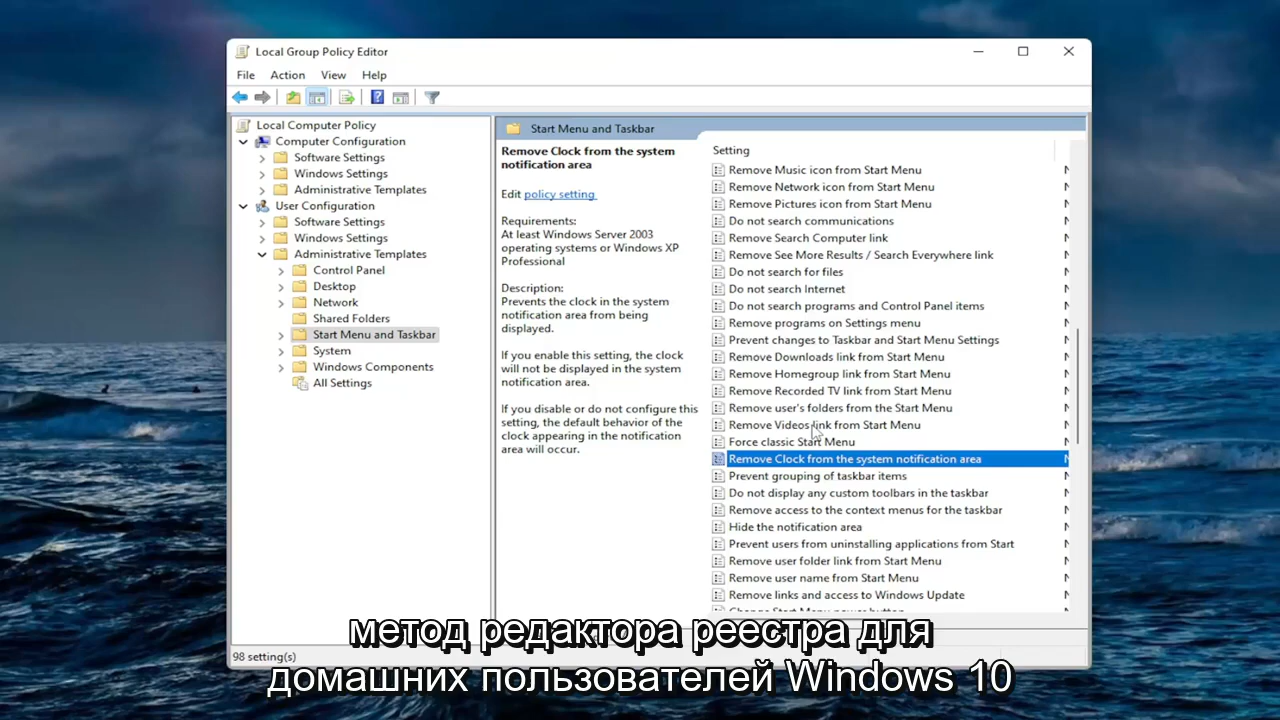 Local Group Policy Editor
File Action View Help
Local Computer Policy
Computer Configuration
Software Settings
Windows Settings
Administrative Templates
User Configuration
Software Settings
Windows Settings
Administrative Templates
Control Panel
Desktop
Network
Shared Folders
Start Menu and Taskbar
System
Windows Components
All Settings
Start Menu and Taskbar
Remove Clock from the system
notification area
Edit policy setting
Requirements:
At least Windows Server 2003
operating systems or Windows XP
Professional
Description:
Prevents the clock in the system
notification area from being
displayed.
If you enable this setting, the clock
will not be displayed in the system
notification area.
If you disable or do not configure this
setting, the default behavior of the
clock appearing in the notification
area will occur.
Setting
Remove Music icon from Start Menu
Remove Network icon from Start Menu
Remove Pictures icon from Start Menu
Do not search communications
Remove Search Computer link
Remove See More Results / Search Everywhere link
Do not search for files
Do not search Internet
Do not search programs and Control Panel items
Remove programs on Settings menu
Prevent changes to Taskbar and Start Menu Settings
Remove Downloads link from Start Menu
Remove Homegroup link from Start Menu
Remove Recorded TV link from Start Menu
Remove user's folders from the Start Menu
Remove Videos link from Start Menu
Force classic Start Menu
Remove Clock from the system notification area
Prevent grouping of taskbar items
Do not display any custom toolbars in the taskbar
Remove access to the context menus for the taskbar
Hide the notification area
Prevent users from uninstalling applications from Start
Remove user folder link from Start Menu
Remove user name from Start Menu
Remove links and access to Windows Update
98 setting(s)
метод редактора реестра для
домашних пользователей Windows 10